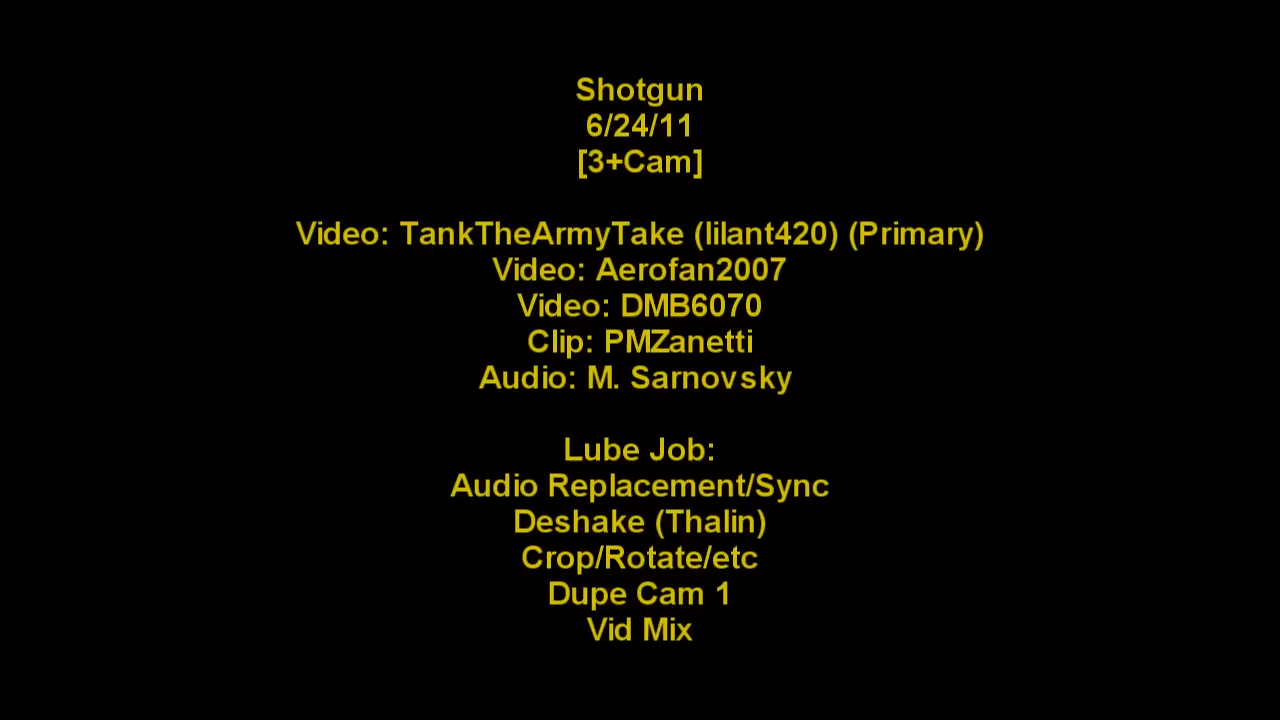 Shotgun
6/24/11
[3+Cam]
Video: TankTheArmyTake (lilant420) (Primary)
Video: Aerofan2007
Video: DMB6070
Clip: PMZanetti
Audio: M. Sarnovsky
Lube Job:
Audio Replacement/Sync
Deshake (Thalin)
Crop/Rotate/etc
Dupe Cam 1
Vid Mix